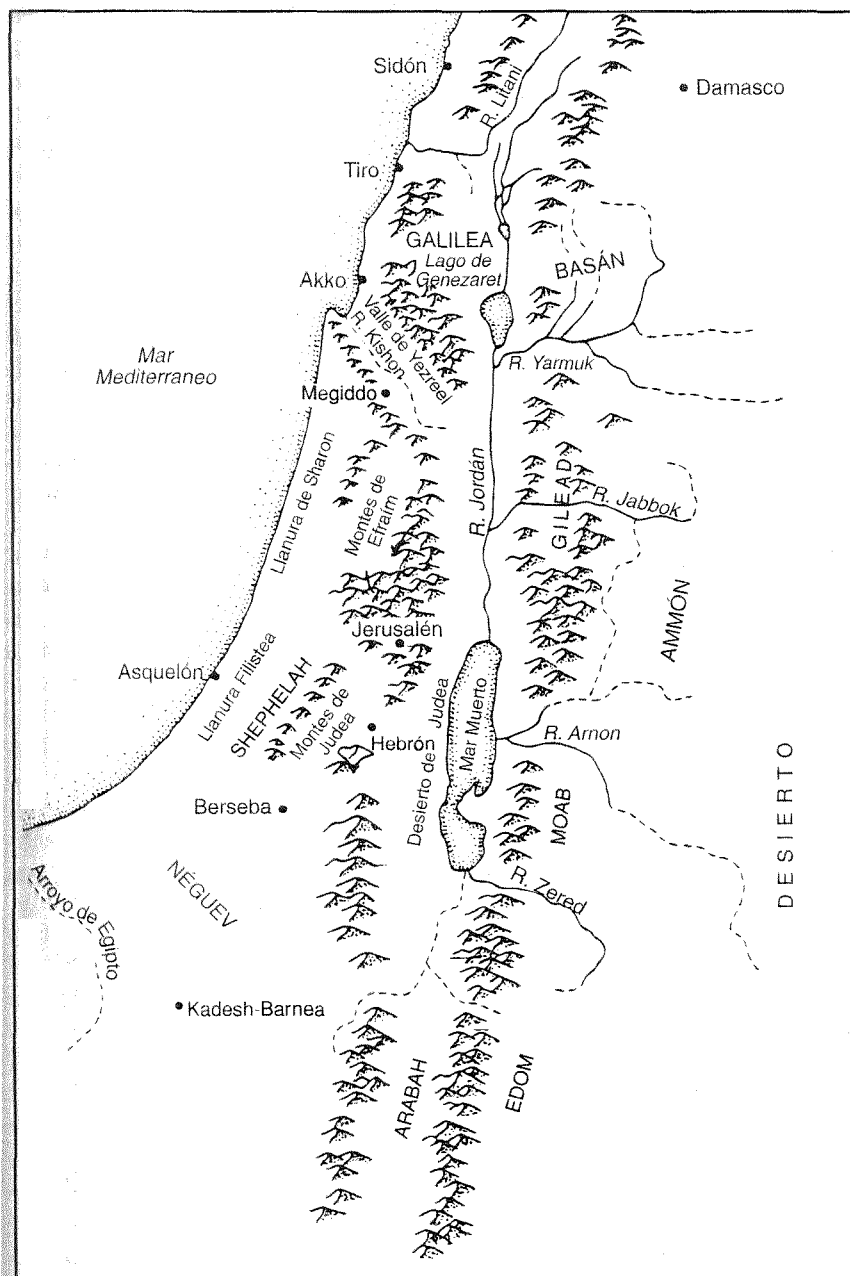 Sidón
R. Litani
Damasco
Tiro
GALILEA
Lago de
Genezaret
BASÁN
Akko
Valle de Yezreel
R. Kishon
Mar
Mediterraneo
R. Yarmuk
Megiddo
Llanura de Sharon
Montes de
Efraím
R. Jordán
GILEAD
R. Jabbok
AMMÓN
Jerusalén
Asquelón
Llanura Filistea
SHEPHELAH
Montes de
Judea
Hebrón
Desierto de Judea
Mar Muerto
R. Arnon
Berseba
MOAB
DESIERTO
R. Zered
NÉGUEV
Arroyo de Egipto
Kadesh-Barnea
ARABAH
EDOM